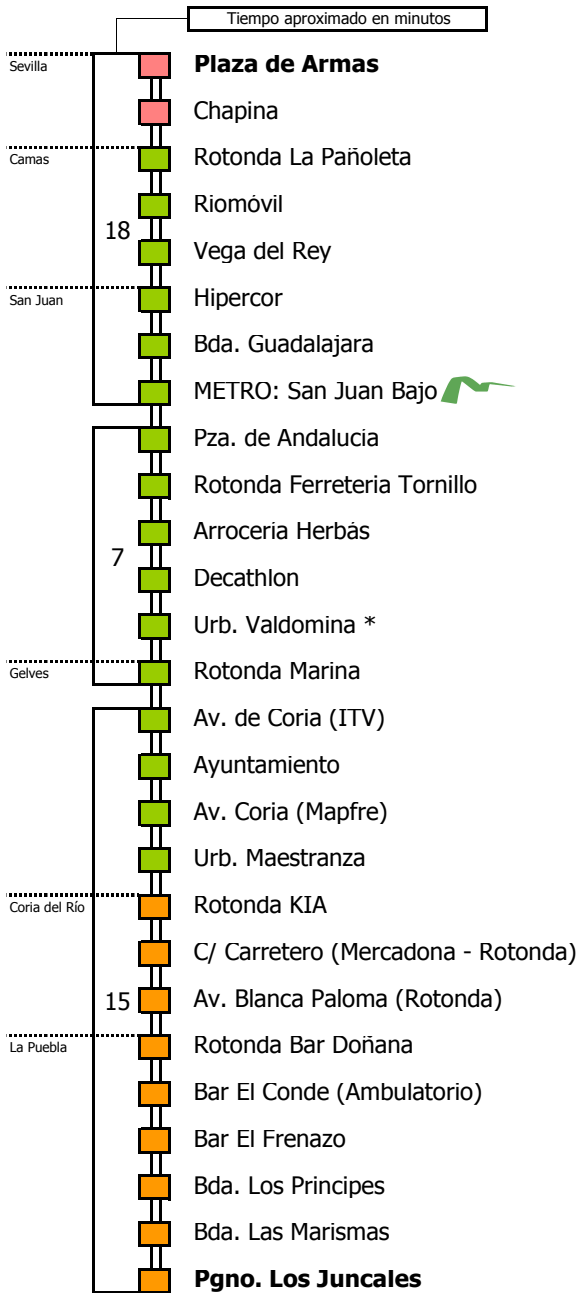 Tiempo aproximado en minutos
Sevilla
Plaza de Armas
Chapina
Camas
Rotonda La Pañoleta
Riomóvil
18
Vega del Rey
San Juan
Hipercor
Bda. Guadalajara
METRO: San Juan Bajo
Pza. de Andalucía
Rotonda Ferretería Tornillo
Arrocería Herbás
7
Decathlon
Urb. Valdomina *
Gelves
Rotonda Marina
Av. de Coria (ITV)
Ayuntamiento
Av. Coria (Mapfre)
Urb. Maestranza
Coria del Río
Rotonda KIA
C/ Carretero (Mercadona - Rotonda)
15
Av. Blanca Paloma (Rotonda)
La Puebla
Rotonda Bar Doñana
Bar El Conde (Ambulatorio)
Bar El Frenazo
Bda. Los Príncipes
Bda. Las Marismas
Pgno. Los Juncales